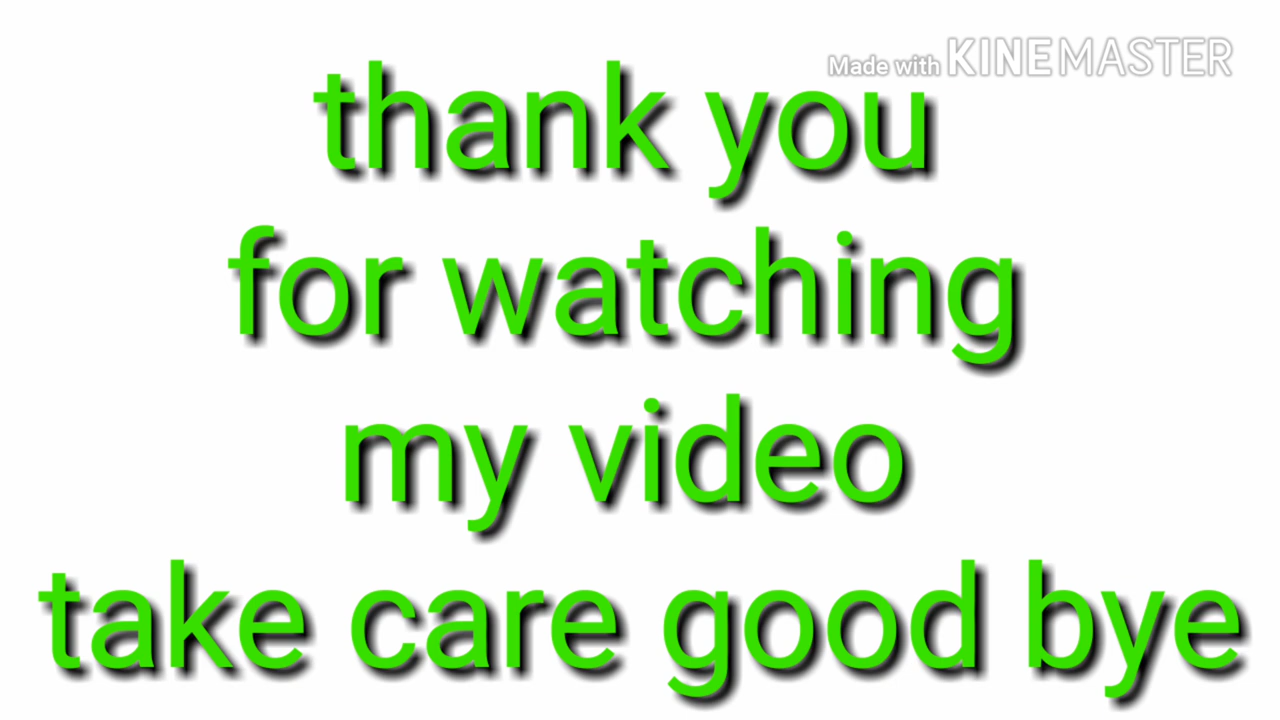 Made with KINEMASTER
thank you
for watching
my video
take care good bye